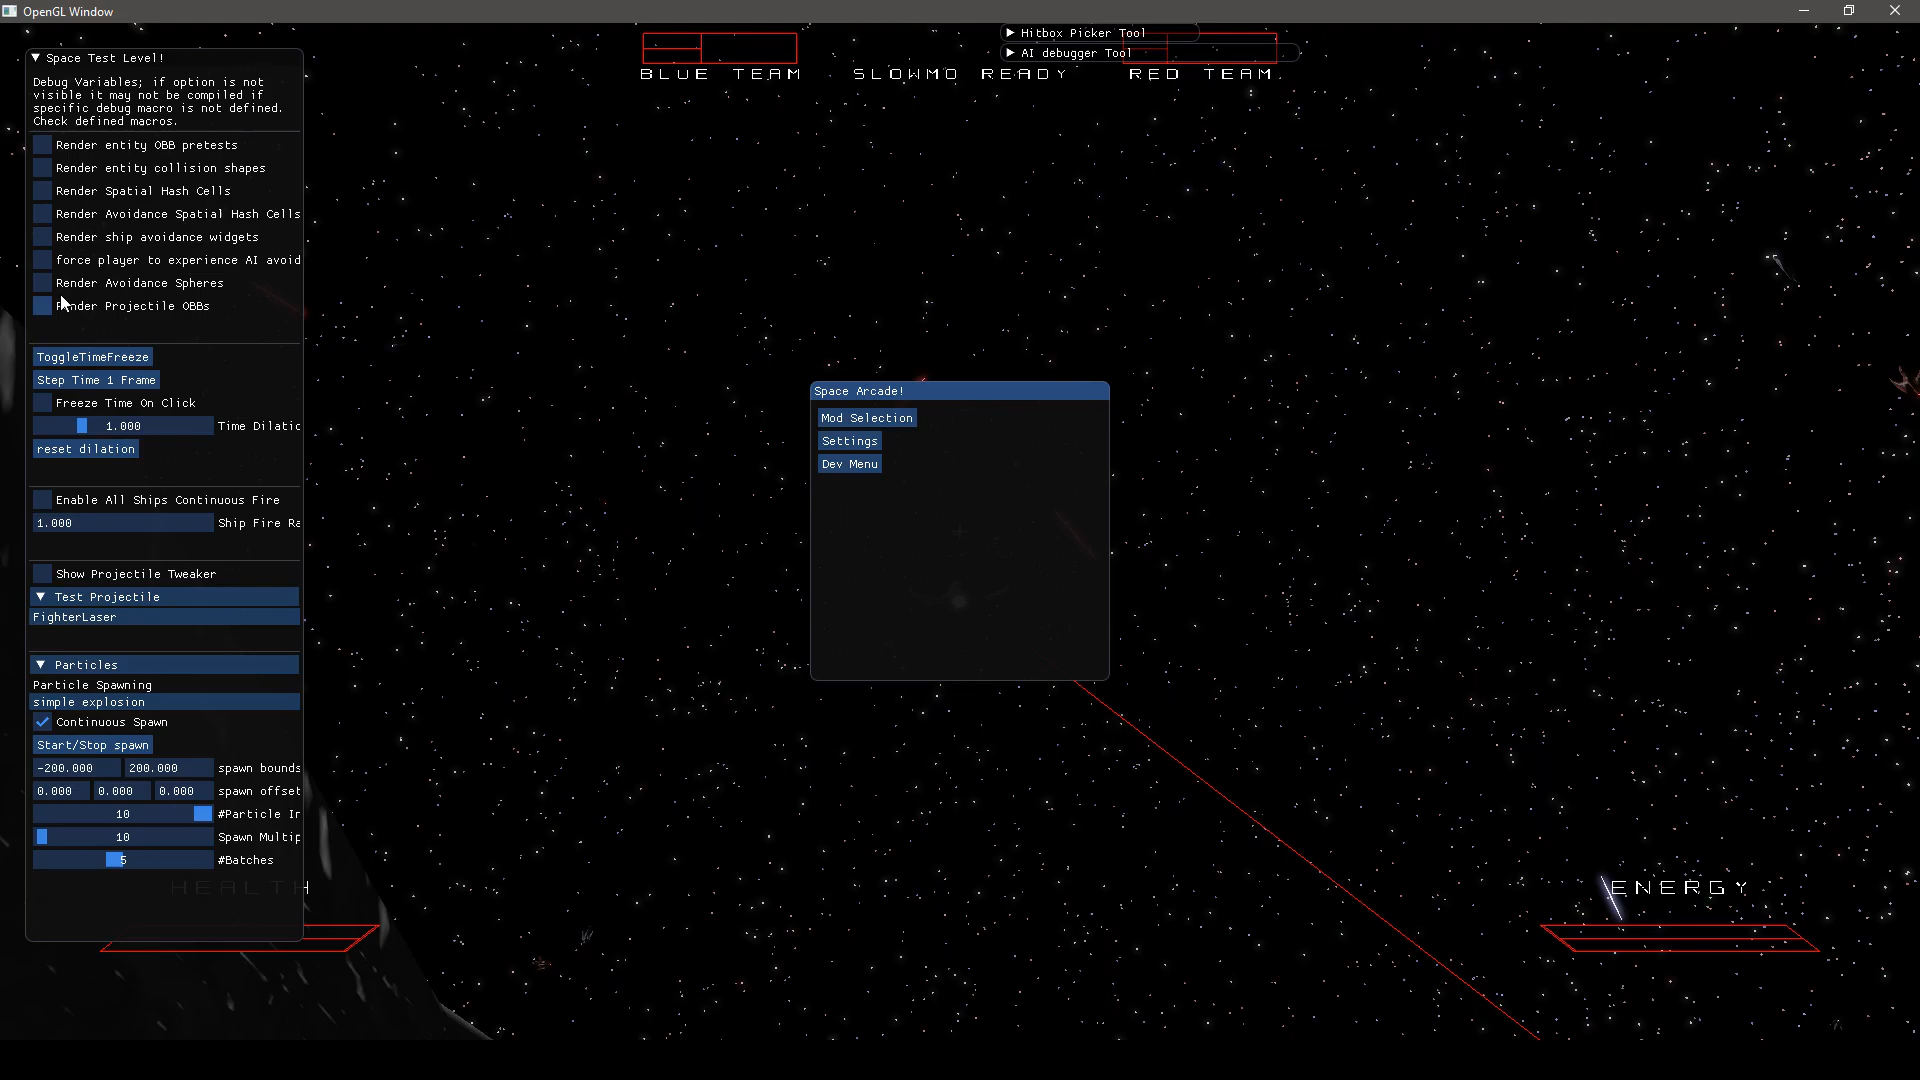 OpenGL Window
Space Test Level!
Debug Variables; if option is not
visible it may not be compiled if
specific debug macro is not defined.
Check defined macros.
Render entity OBB pretests
Render entity collision shapes
Render Spatial Hash Cells
Render Avoidance Spatial Hash Cells
Render ship avoidance widgets
force player to experience AI avoid
Render Avoidance Spheres
Render Projectile OBBs
ToggleTimeFreeze
Step Time 1 Frame
Freeze Time On Click
1.000 Time Dilatic
reset dilation
Enable All Ships Continuous Fire
1.000 Ship Fire Ra
Show Projectile Tweaker
Test Projectile
FighterLaser
Particles
Particle Spawning
simple explosion
Continuous Spawn
Start/Stop spawn
-200.000 200.000 spawn bounds
0.000 0.000 0.000 spawn offset
10 #Particle In
10 Spawn Multip
5 #Batches
HEALTH
BLUE TEAM
SLOWMO READY
RED TEAM
Hitbox Picker Tool
AI debugger Tool
Space Arcade!
Mod Selection
Settings
Dev Menu
ENERGY